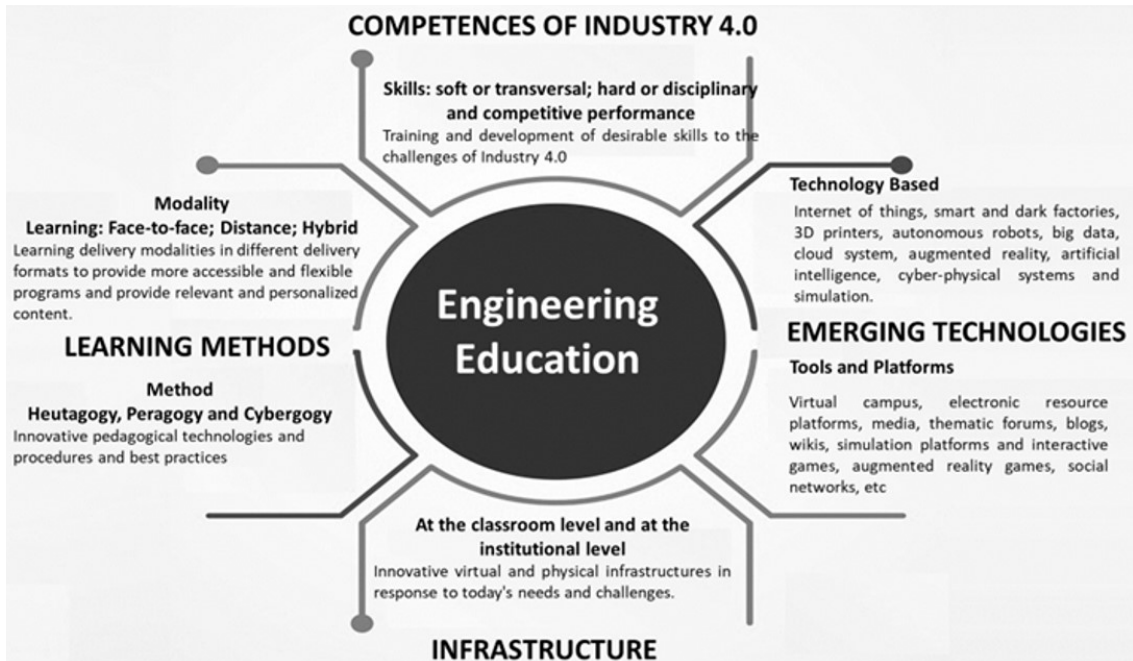 COMPETENCES OF INDUSTRY 4.0
Skills: soft or transversal; hard or disciplinary
and competitive performance
Training and development of desirable skills to the
challenges of Industry 4.0
Modality
Learning: Face-to-face; Distance; Hybrid
Learning delivery modalities in different delivery
formats to provide more accessible and flexible
programs and provide relevant and personalized
content.
LEARNING METHODS
Method
Heutagogy, Peragogy and Cybergogy
Innovative pedagogical technologies and
procedures and best practices
Engineering
Education
Technology Based
Internet of things, smart and dark factories,
3D printers, autonomous robots, big data,
cloud system, augmented reality, artificial
intelligence, cyber-physical systems and
simulation.
EMERGING TECHNOLOGIES
Tools and Platforms
Virtual campus, electronic resource
platforms, media, thematic forums, blogs,
wikis, simulation platforms and interactive
games, augmented reality games, social
networks, etc
At the classroom level and at the
institutional level
Innovative virtual and physical infrastructures in
response to today's needs and challenges.
INFRASTRUCTURE